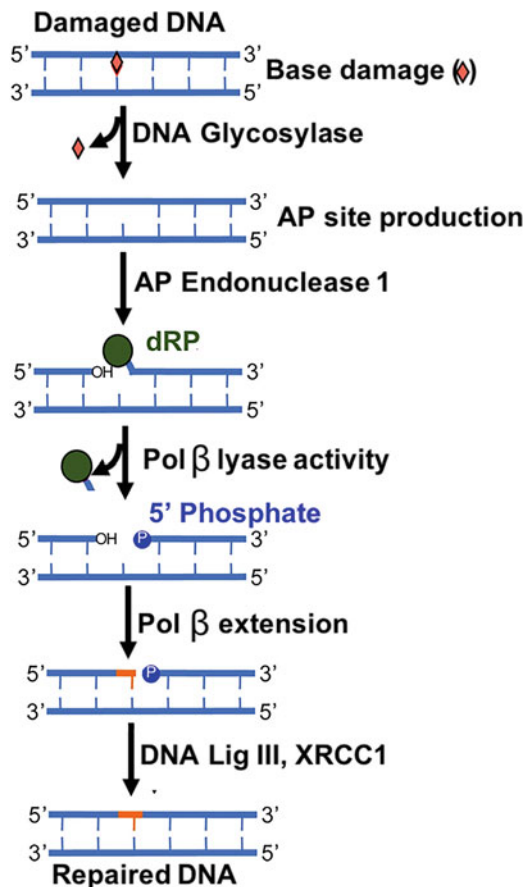 Damaged DNA
5’ 3’
3’ 5’
Base damage (♦)
DNA Glycosylase
5’ 3’
3’ 5’
AP site production
AP Endonuclease 1
dRP
5’ OH 3’
3’ 5’
Pol β lyase activity
5’ Phosphate
5’ OH P 3’
3’ 5’
Pol β extension
5’ P 3’
3’ 5’
DNA Lig III, XRCC1
5’ 3’
3’ 5’
Repaired DNA